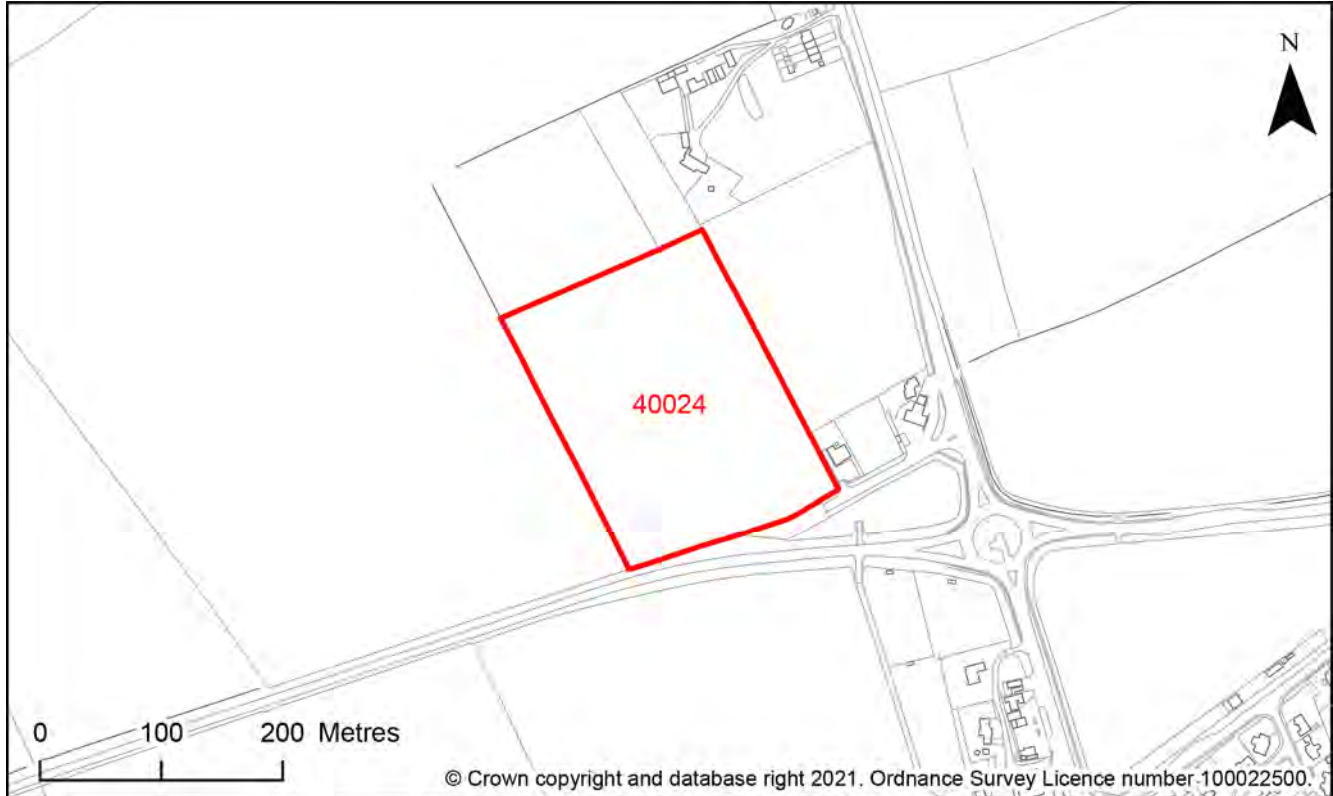 N
40024
0 100 200 Metres
© Crown copyright and database right 2021. Ordnance Survey Licence number 100022500.